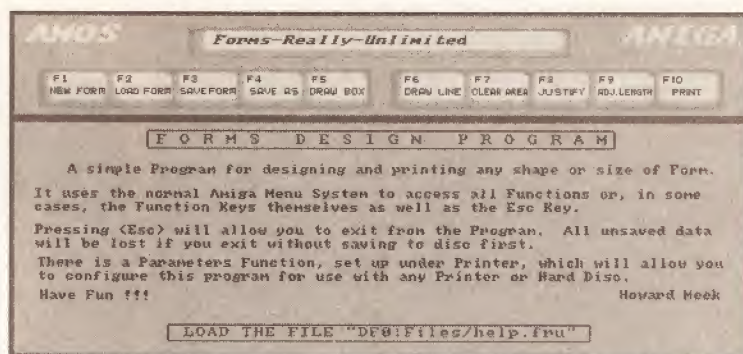 AMOS
Forms-Really-Unlimited
AMIGA
F1 F2 F3 F4 F5 F6 F7 F8 F9 F10
NEW FORM LOAD FORM SAVEFORM SAVE AS DRAW BOX DRAW LINE CLEAR AREA JUSTIFY ADJ.LENGTH PRINT
FORMS DESIGN PROGRAM
A simple Program for designing and printing any shape or size of Form.
It uses the normal Amiga Menu System to access all Functions or, in some
cases, the Function Keys themselves as well as the Esc Key.
Pressing <Esc> will allow you to exit from the Program. All unsaved data
will be lost if you exit without saving to disc first.
There is a Parameters Function, set up under Printer, which will allow you
to configure this program for use with any Printer or Hard Disc.
Have Fun !!! Howard Meek
LOAD THE FILE "DF0:Files/help.fru"